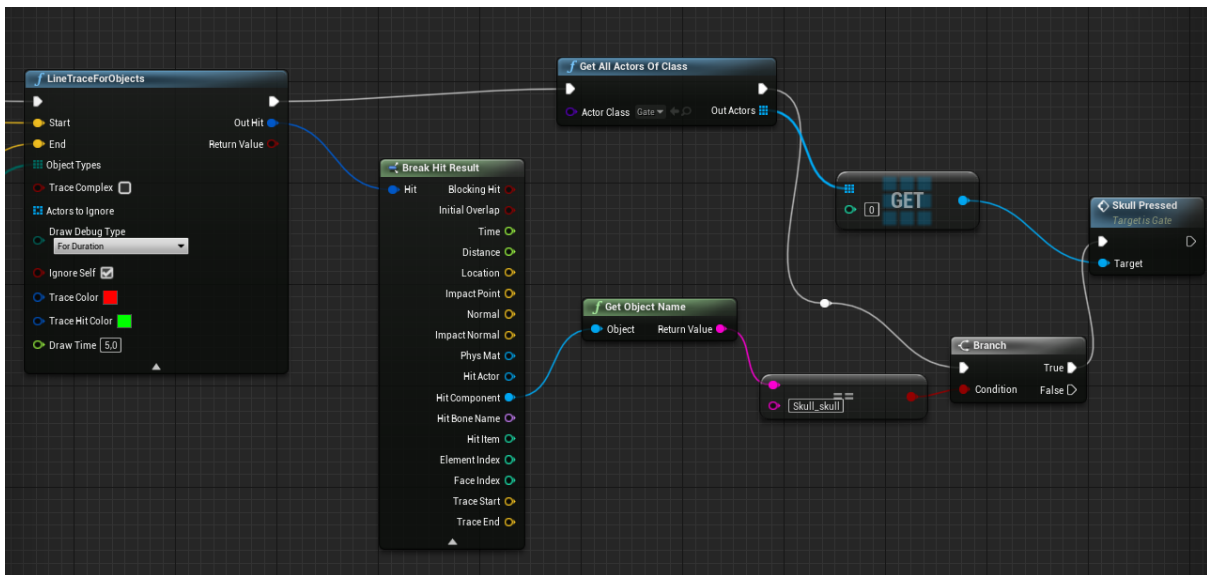 LineTraceForObjects
Start
Out Hit
End
Return Value
Object Types
Trace Complex
Actors to Ignore
Draw Debug Type
For Duration
Ignore Self
Trace Color
Trace Hit Color
Draw Time 5,0
Break Hit Result
Hit
Blocking Hit
Initial Overlap
Time
Distance
Location
Impact Point
Normal
Impact Normal
Phys Mat
Hit Actor
Hit Component
Hit Bone Name
Hit Item
Element Index
Face Index
Trace Start
Trace End
Get All Actors Of Class
Actor Class Gate
Out Actors
GET
0
Get Object Name
Object
Return Value
==
Skull_skull
Branch
True
Condition
False
Skull Pressed
Target is Gate
Target